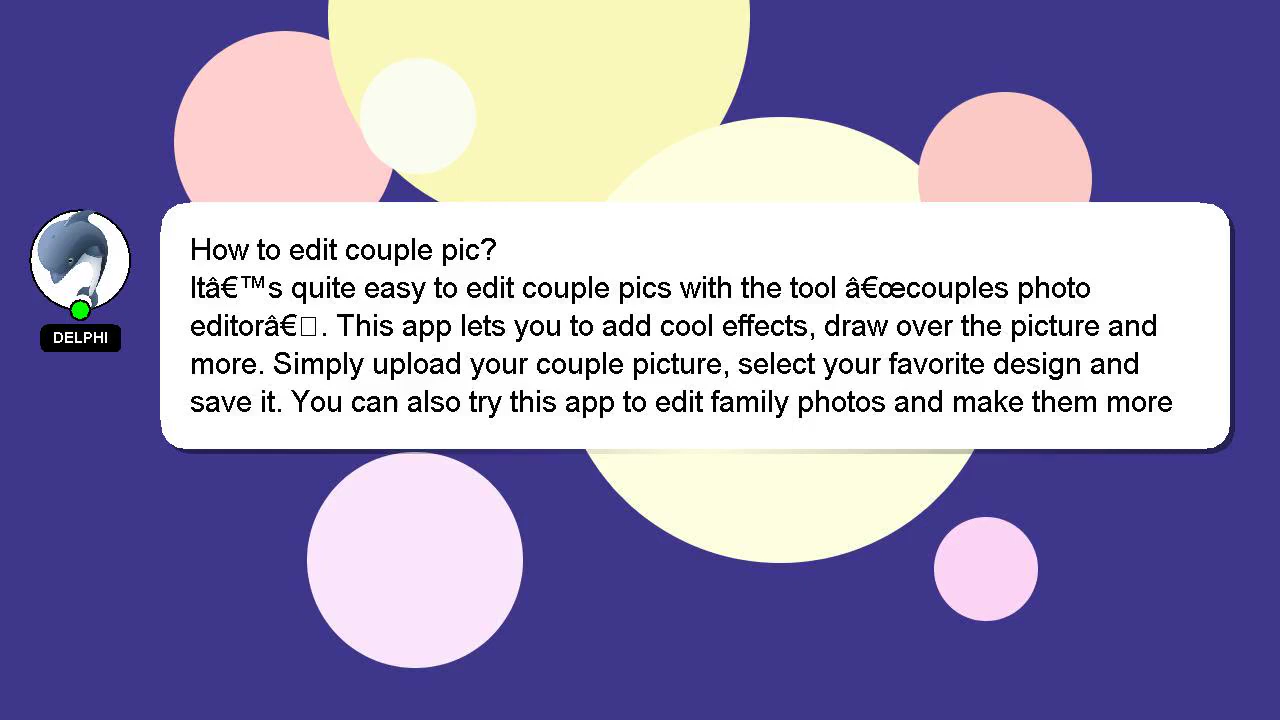 How to edit couple pic?
Itâ€™s quite easy to edit couple pics with the tool â€œcouples photo
editorâ€□. This app lets you to add cool effects, draw over the picture and
more. Simply upload your couple picture, select your favorite design and
save it. You can also try this app to edit family photos and make them more
DELPHI